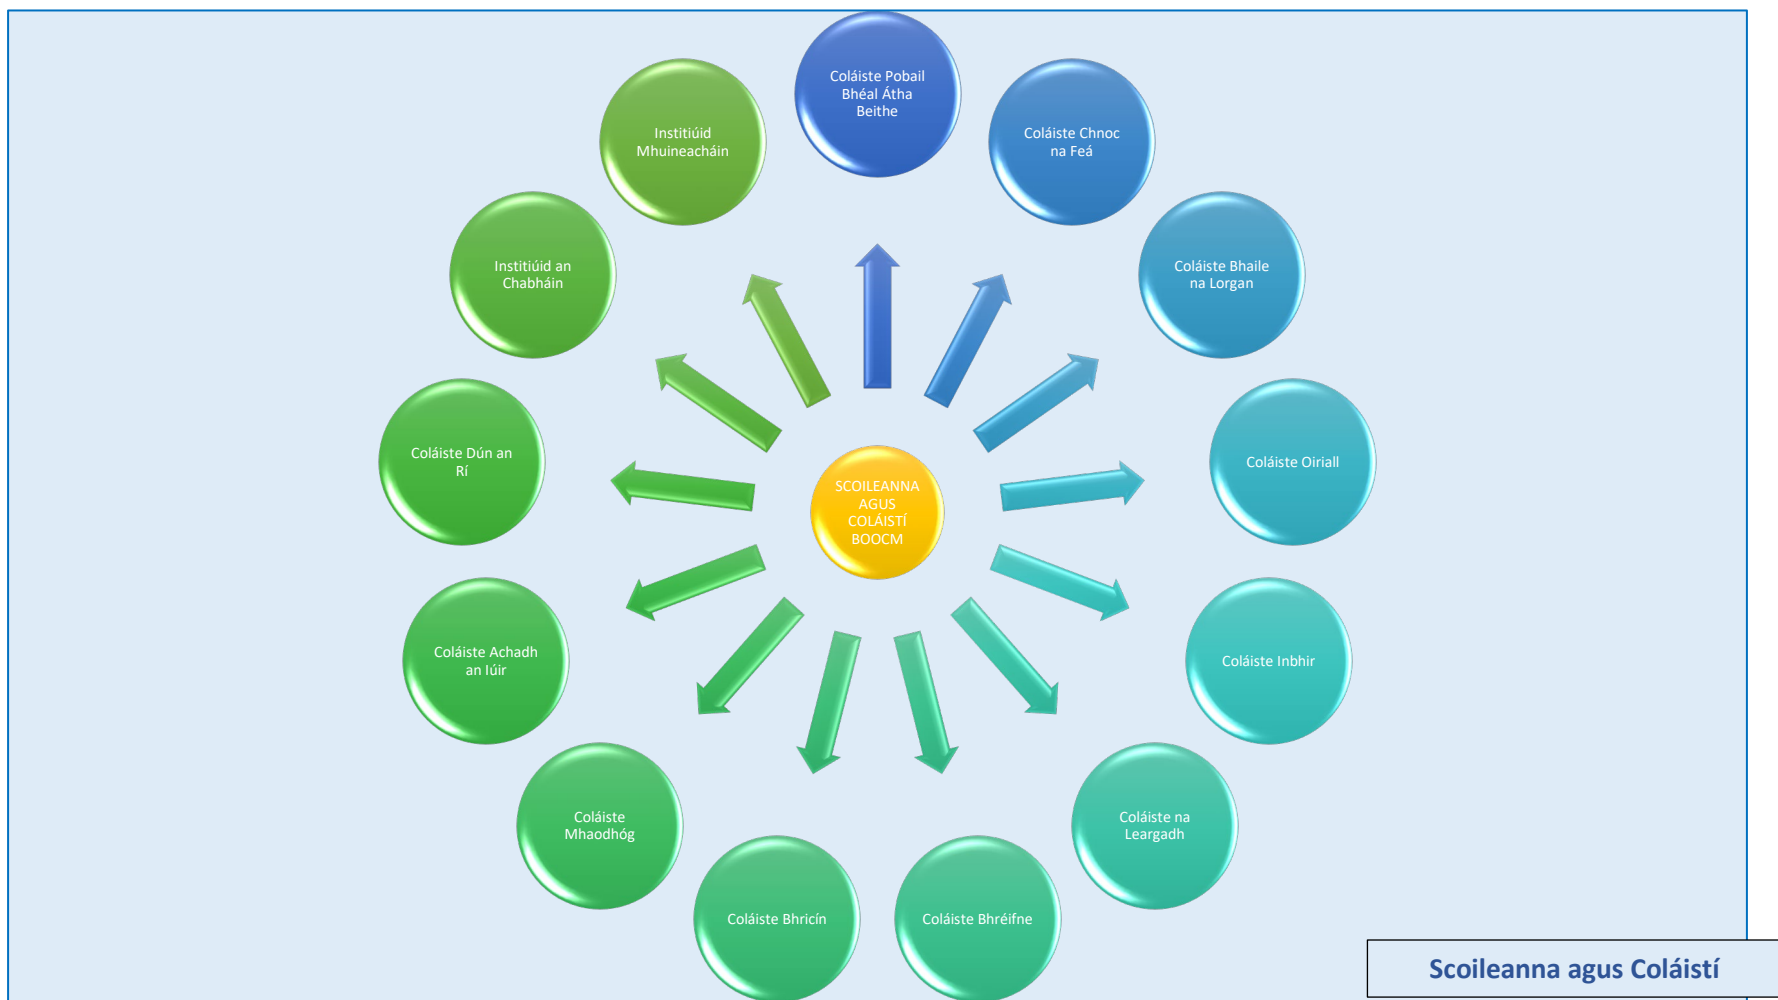 Coláiste Pobail
Bhéal Átha
Beithe
Coláiste Chnoc
na Feá
Coláiste Bhaile
na Lorgan
Coláiste Oiriall
Coláiste Inbhir
Coláiste na
Leargadh
Coláiste Bhréifne
Coláiste Bhricín
Coláiste
Mhaodhóg
Coláiste Achadh
an Iúir
Coláiste Dún an
Rí
Institiúid an
Chabháin
Institiúid
Mhuineacháin
SCOILEANNA
AGUS
COLÁISTÍ
BOOCM
Scoileanna agus Coláistí